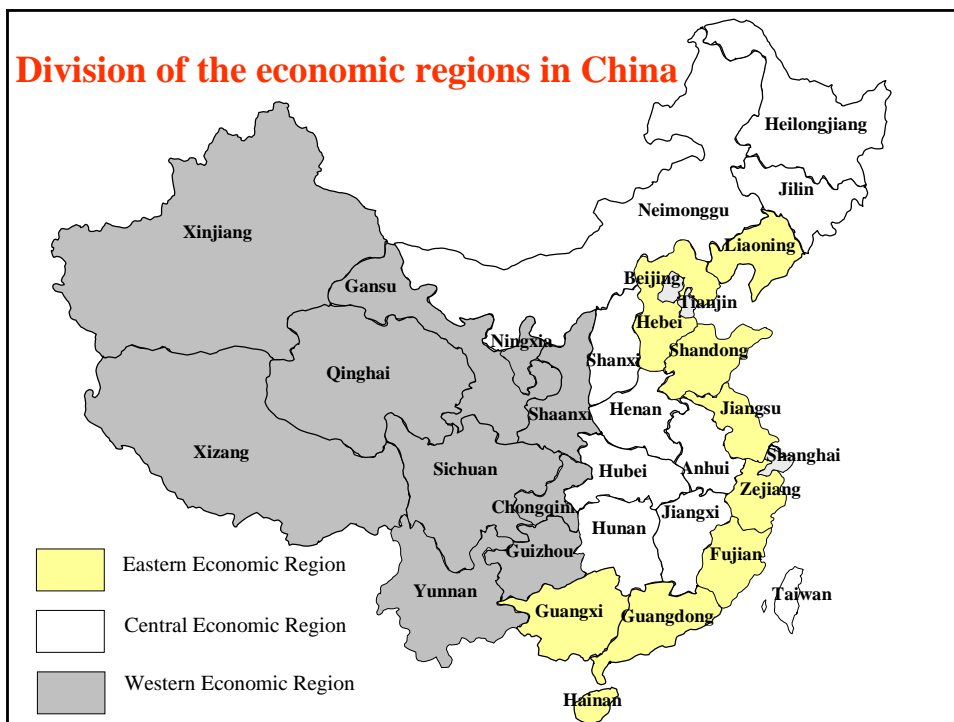 Division of the economic regions in China
Heilongjiang
Jilin
Neimonggu
Liaoning
Xinjiang
Beijing
Gansu
Tianjin
Hebei
Ningxia
Shanxi
Shandong
Qinghai
Shaanxi
Henan
Jiangsu
Xizang
Sichuan
Hubei
Anhui
Shanghai
Zejiang
Chongqim
Jiangxi
Hunan
Guizhou
Fujian
Eastern Economic Region
Yunnan
Taiwan
Guangxi
Guangdong
Central Economic Region
Western Economic Region
Hainan